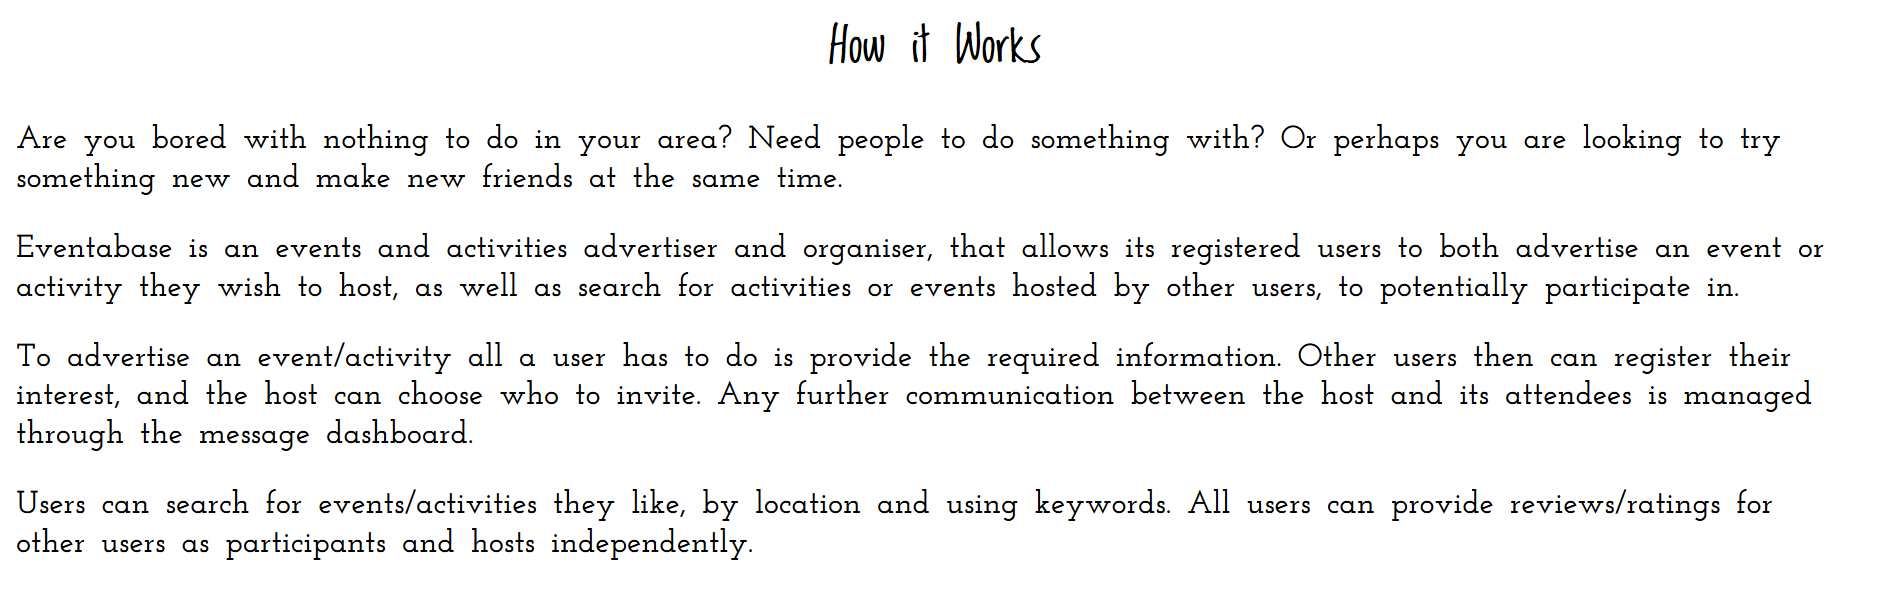 How it Works
Are you bored with nothing to do in your area? Need people to do something with? Or perhaps you are looking to try
something new and make new friends at the same time.
Eventabase is an events and activities advertiser and organiser, that allows its registered users to both advertise an event or
activity they wish to host, as well as search for activities or events hosted by other users, to potentially participate in.
To advertise an event/activity all a user has to do is provide the required information. Other users then can register their
interest, and the host can choose who to invite. Any further communication between the host and its attendees is managed
through the message dashboard.
Users can search for events/activities they like, by location and using keywords. All users can provide reviews/ratings for
other users as participants and hosts independently.